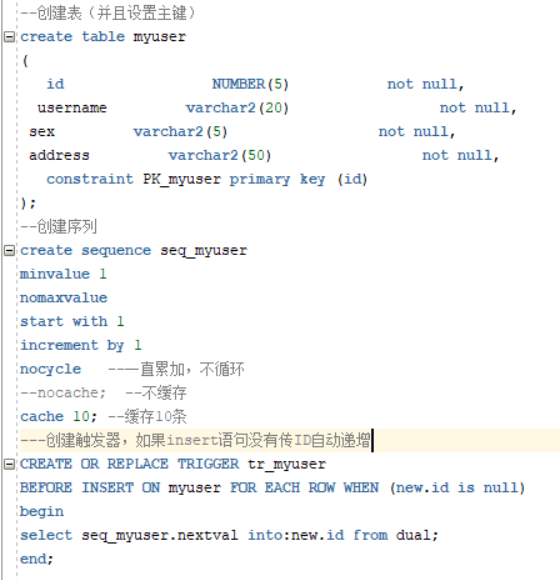 --创建表（并且设置主键）
create table myuser
(
id NUMBER(5) not null,
username varchar2(20) not null,
sex varchar2(5) not null,
address varchar2(50) not null,
constraint PK_myuser primary key (id)
);
--创建序列
create sequence seq_myuser
minvalue 1
nomaxvalue
start with 1
increment by 1
nocycle --一直累加，不循环
--nocache; --不缓存
cache 10; --缓存10条
---创建触发器，如果insert语句没有传ID自动递增
CREATE OR REPLACE TRIGGER tr_myuser
BEFORE INSERT ON myuser FOR EACH ROW WHEN (new.id is null)
begin
select seq_myuser.nextval into:new.id from dual;
end;